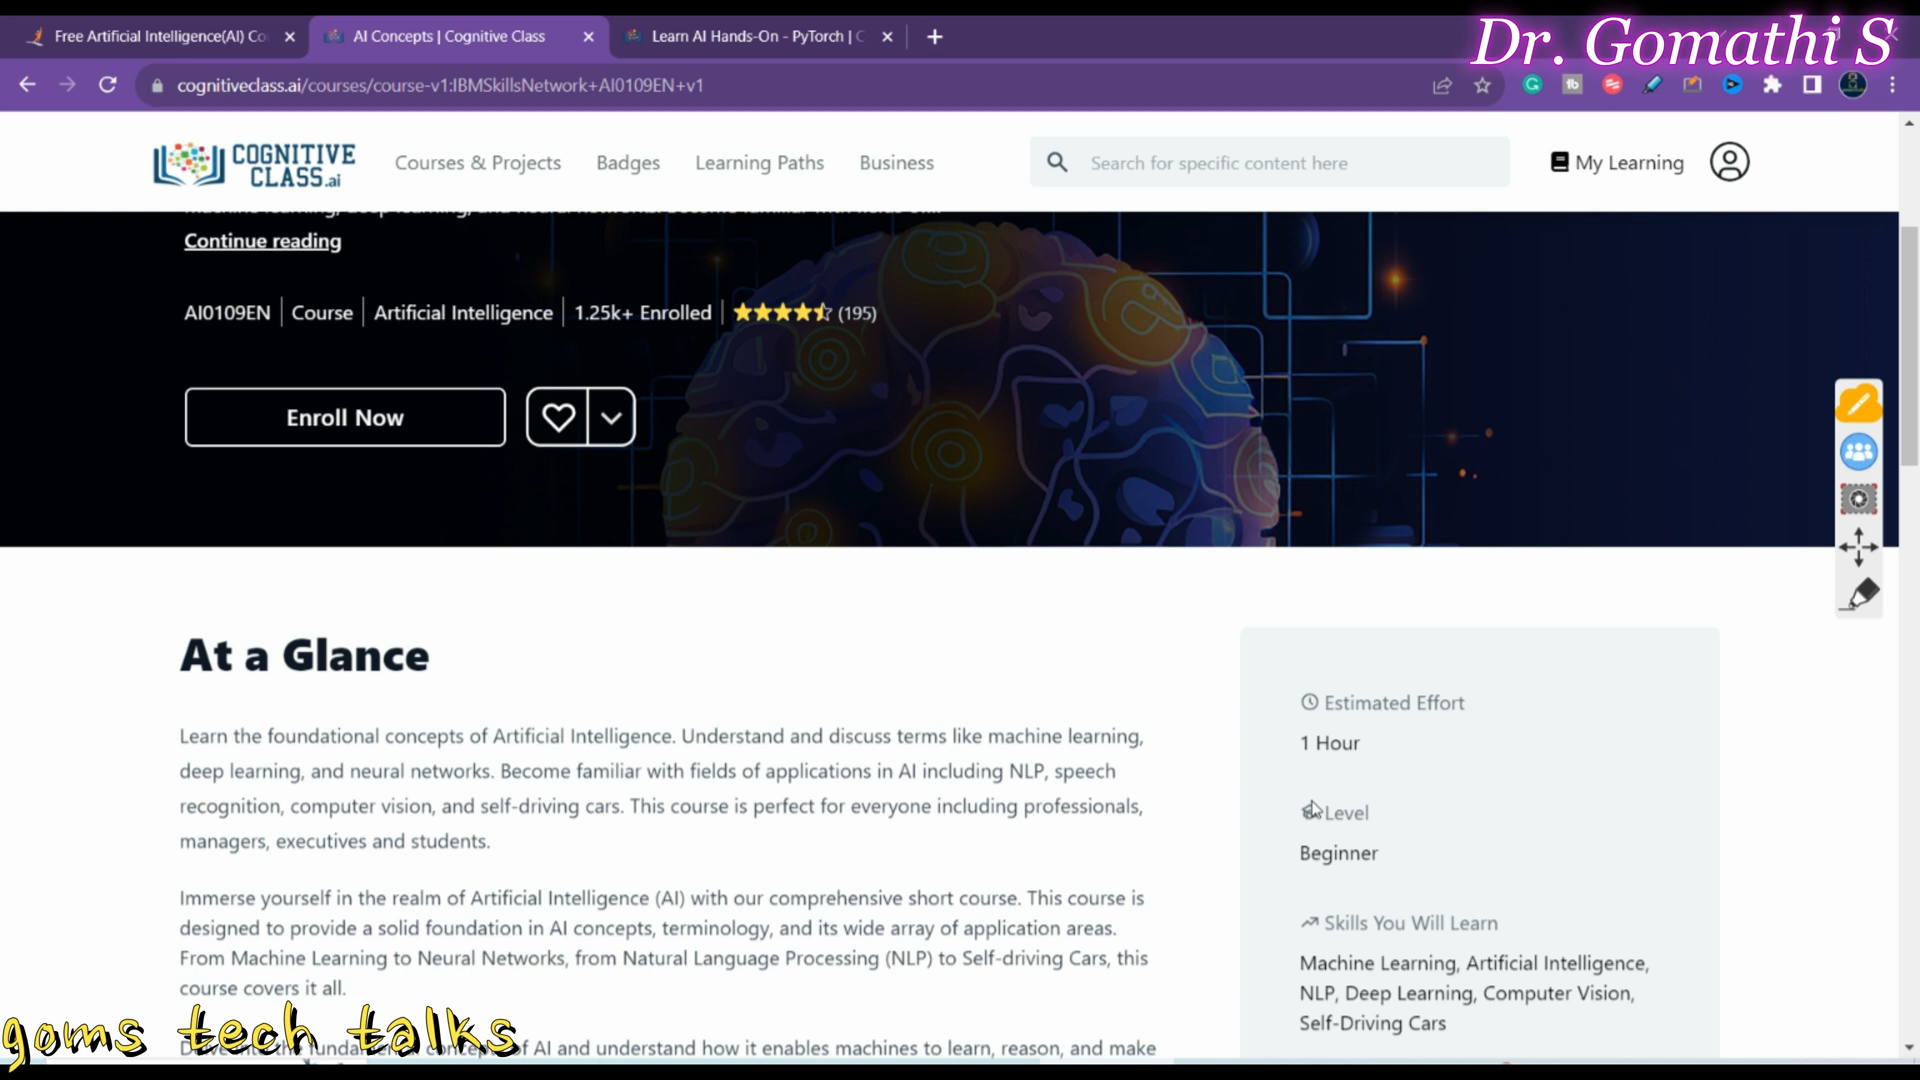 Free Artificial Intelligence(AI) Co
AI Concepts | Cognitive Class
Learn AI Hands-On - PyTorch | C
Dr. Gomathi S
cognitiveclass.ai/courses/course-v1:IBMSkillsNetwork+AI0109EN+v1
COGNITIVE
CLASS.ai
Courses & Projects
Badges
Learning Paths
Business
Search for specific content here
My Learning
Continue reading
AI0109EN | Course | Artificial Intelligence | 1.25k+ Enrolled | (195)
Enroll Now
At a Glance
Learn the foundational concepts of Artificial Intelligence. Understand and discuss terms like machine learning,
deep learning, and neural networks. Become familiar with fields of applications in AI including NLP, speech
recognition, computer vision, and self-driving cars. This course is perfect for everyone including professionals,
managers, executives and students.
Immerse yourself in the realm of Artificial Intelligence (AI) with our comprehensive short course. This course is
designed to provide a solid foundation in AI concepts, terminology, and its wide array of application areas.
From Machine Learning to Neural Networks, from Natural Language Processing (NLP) to Self-driving Cars, this
course covers it all.
of AI and understand how it enables machines to learn, reason, and make
Estimated Effort
1 Hour
Level
Beginner
Skills You Will Learn
Machine Learning, Artificial Intelligence,
NLP, Deep Learning, Computer Vision,
Self-Driving Cars
goms tech talks